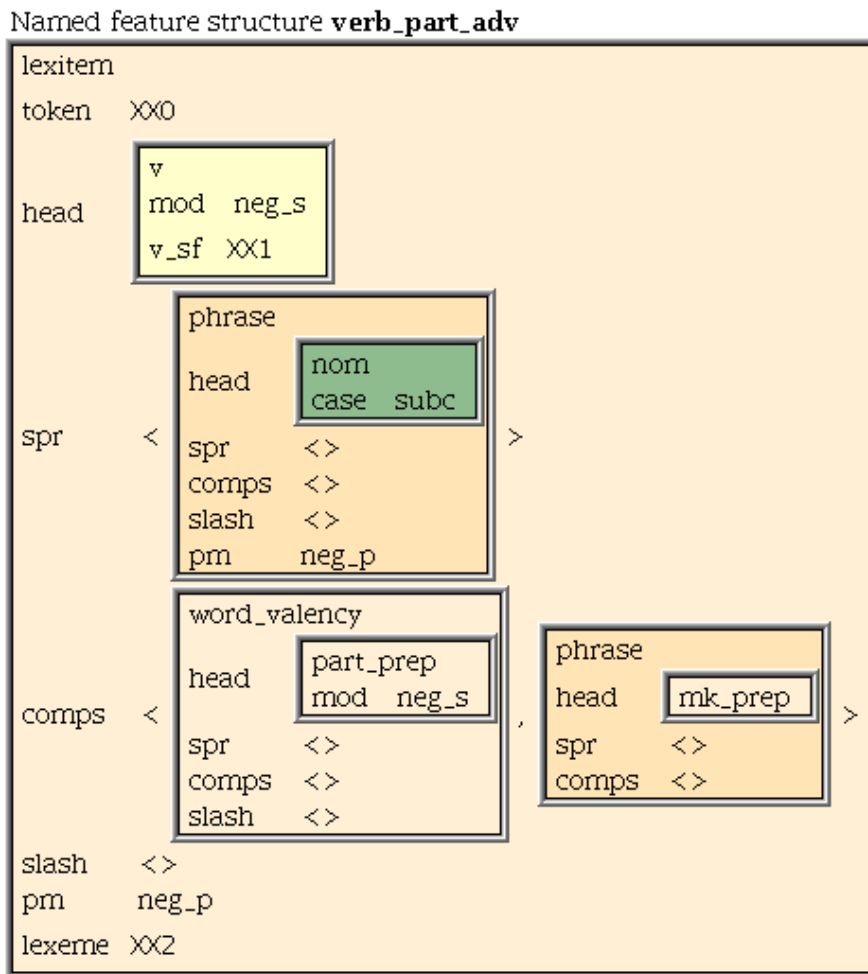 Named feature structure verb_part_adv
lexitem
token XX0
head
v
mod neg_s
v_sf XX1
spr < >
phrase
head
nom
case subc
spr <>
comps <>
slash <>
pm neg_p
comps < , >
word_valency
head
part_prep
mod neg_s
spr <>
comps <>
slash <>
phrase
head mk_prep
spr <>
comps <>
slash <>
pm neg_p
lexeme XX2